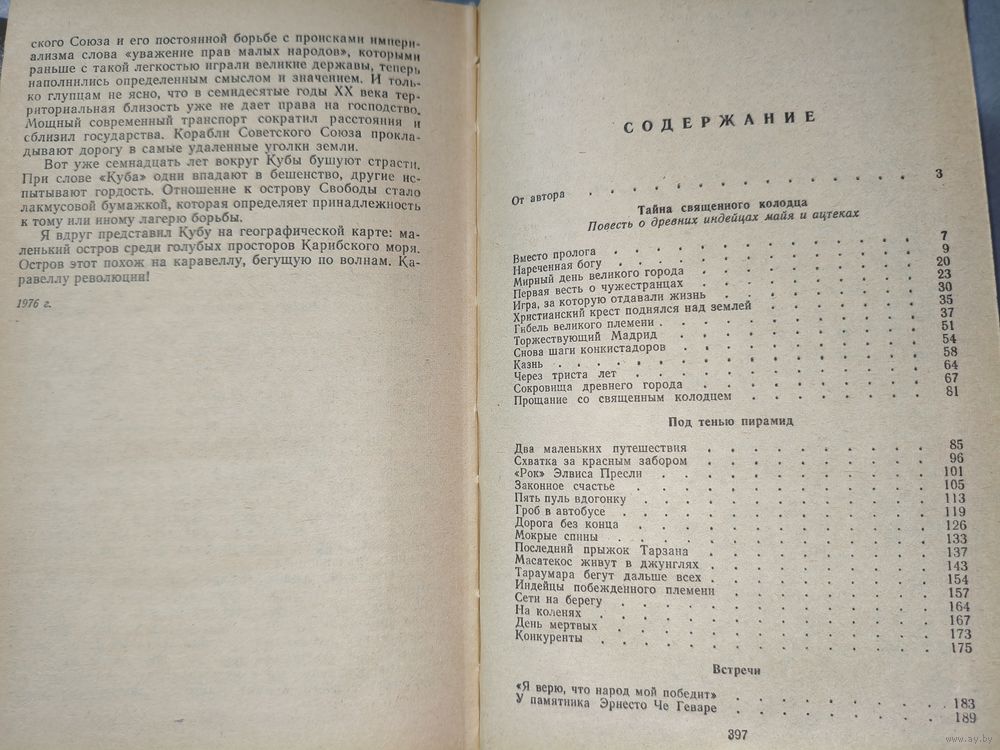 ского Союза и его постоянной борьбе с происками импери-
ализма слова «уважение прав малых народов», которыми
раньше с такой легкостью играли великие державы, теперь
наполнились определенным смыслом и значением. И толь-
ко глупцам не ясно, что в семидесятые годы XX века тер-
риториальная близость уже не дает права на господство.
Мощный современный транспорт сократил расстояния и
сблизил государства. Корабли Советского Союза прокла-
дывают дорогу в самые удаленные уголки земли.
Вот уже семнадцать лет вокруг Кубы бушуют страсти.
При слове «Куба» одни впадают в бешенство, другие ис-
пытывают гордость. Отношение к острову Свободы стало
лакмусовой бумажкой, которая определяет принадлежность
к тому или иному лагерю борьбы.
Я вдруг представил Кубу на географической карте: ма-
ленький остров среди голубых просторов Карибского моря.
Остров этот похож на каравеллу, бегущую по волнам. Ка-
равеллу революции!
1976 г.
СОДЕРЖАНИЕ
От автора . . . . . . . . . . . 3
Тайна священного колодца
Повесть о древних индейцах майя и ацтеках
Вместо пролога . . . . . . . . . . 7
Нареченная богу . . . . . . . . . . 9
Мирный день великого города . . . . . . . . 20
Первая весть о чужестранцах . . . . . . . . 23
Игра, за которую отдавали жизнь . . . . . . . 30
Христианский крест поднялся над землей . . . . . . 35
Гибель великого племени . . . . . . . . . 37
Торжествующий Мадрид . . . . . . . . . 51
Снова шаги конкистадоров . . . . . . . . 54
Казнь . . . . . . . . . . . 58
Через триста лет . . . . . . . . . . 64
Сокровища древнего города . . . . . . . . 67
Прощание со священным колодцем . . . . . . . 81
Под тенью пирамид
Два маленьких путешествия . . . . . . . . 85
Схватка за красным забором . . . . . . . . 96
«Рок» Элвиса Пресли . . . . . . . . . 101
Законное счастье . . . . . . . . . . 105
Пять пуль вдогонку . . . . . . . . . 113
Гроб в автобусе . . . . . . . . . . 119
Дорога без конца . . . . . . . . . . 126
Мокрые спины . . . . . . . . . . 133
Последний прыжок Тарзана . . . . . . . . 137
Масатекос живут в джунглях . . . . . . . . 143
Тараумара бегут дальше всех . . . . . . . . 154
Индейцы побежденного племени . . . . . . . 157
Сети на берегу . . . . . . . . . . 164
На коленях . . . . . . . . . . 167
День мертвых . . . . . . . . . . 173
Конкуренты . . . . . . . . . . 175
Встречи
«Я верю, что народ мой победит» . . . . . . . 183
У памятника Эрнесто Че Геваре . . . . . . . 189
397
www.ay.by